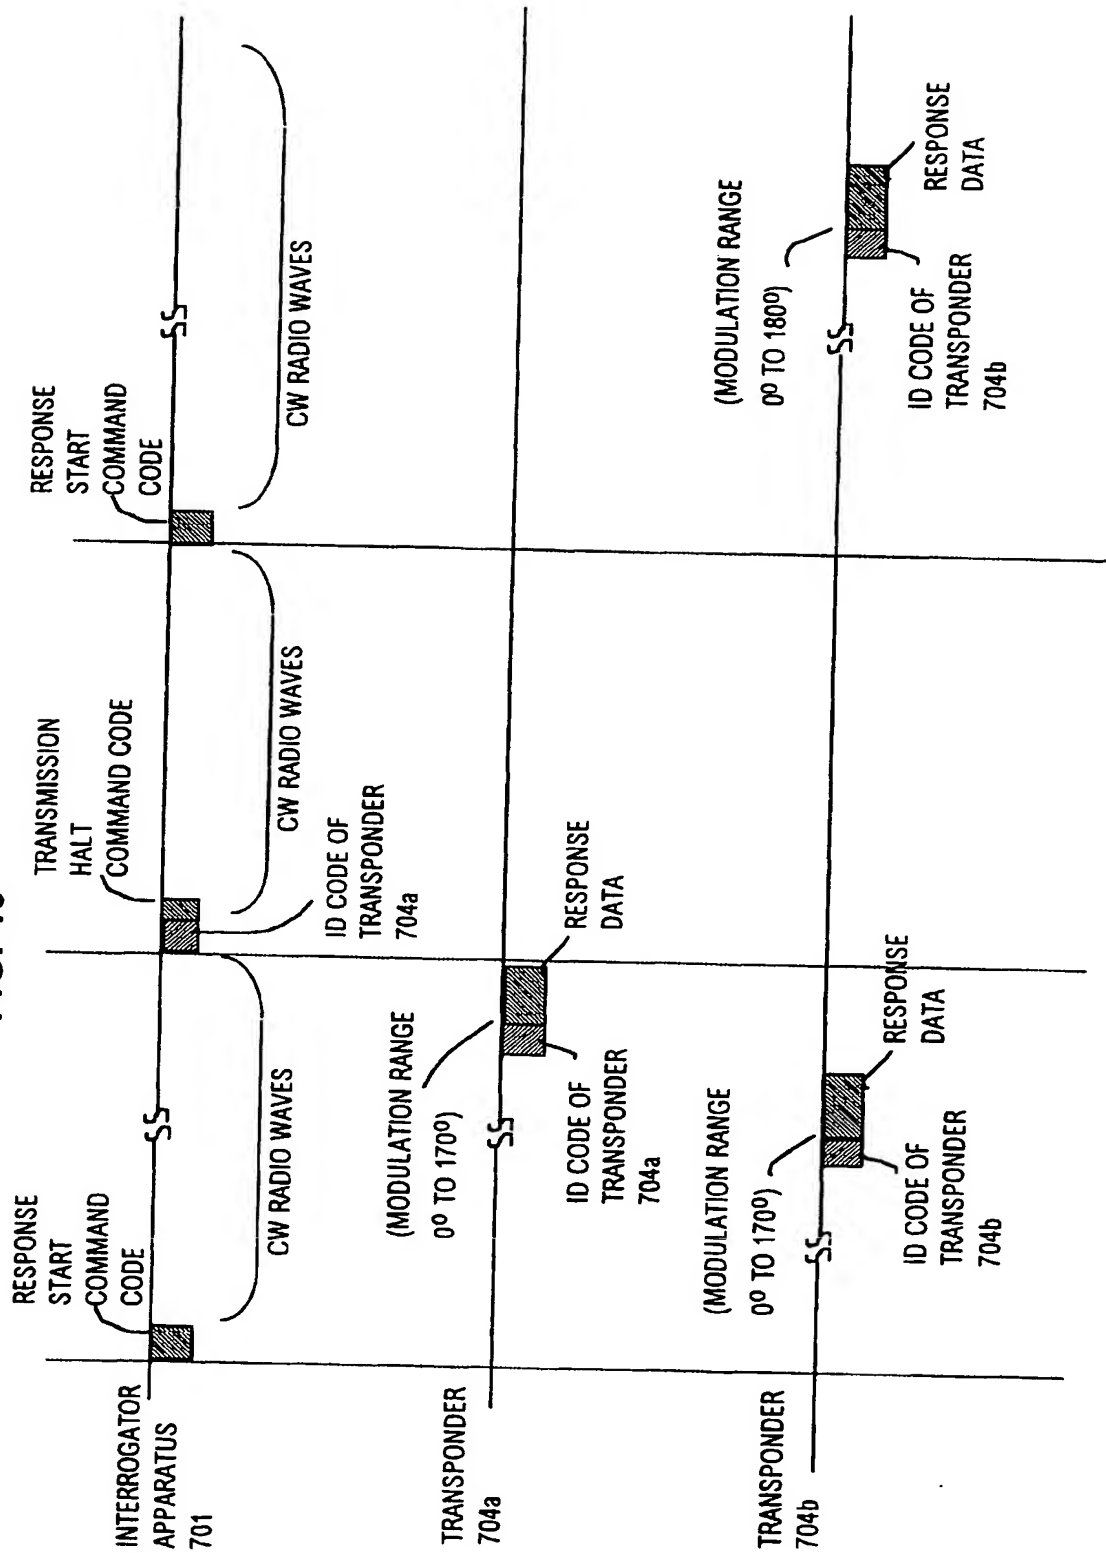 RESPONSE
START
COMMAND
CODE
TRANSMISSION
HALT
COMMAND CODE
RESPONSE
START
COMMAND
CODE
INTERROGATOR
APPARATUS
701
CW RADIO WAVES
ID CODE OF
TRANSPONDER
704a
CW RADIO WAVES
CW RADIO WAVES
(MODULATION RANGE
0º TO 170º)
TRANSPONDER
704a
ID CODE OF
TRANSPONDER
704a
RESPONSE
DATA
(MODULATION RANGE
0º TO 170º)
(MODULATION RANGE
0º TO 180º)
TRANSPONDER
704b
ID CODE OF
TRANSPONDER
704b
RESPONSE
DATA
ID CODE OF
TRANSPONDER
704b
RESPONSE
DATA